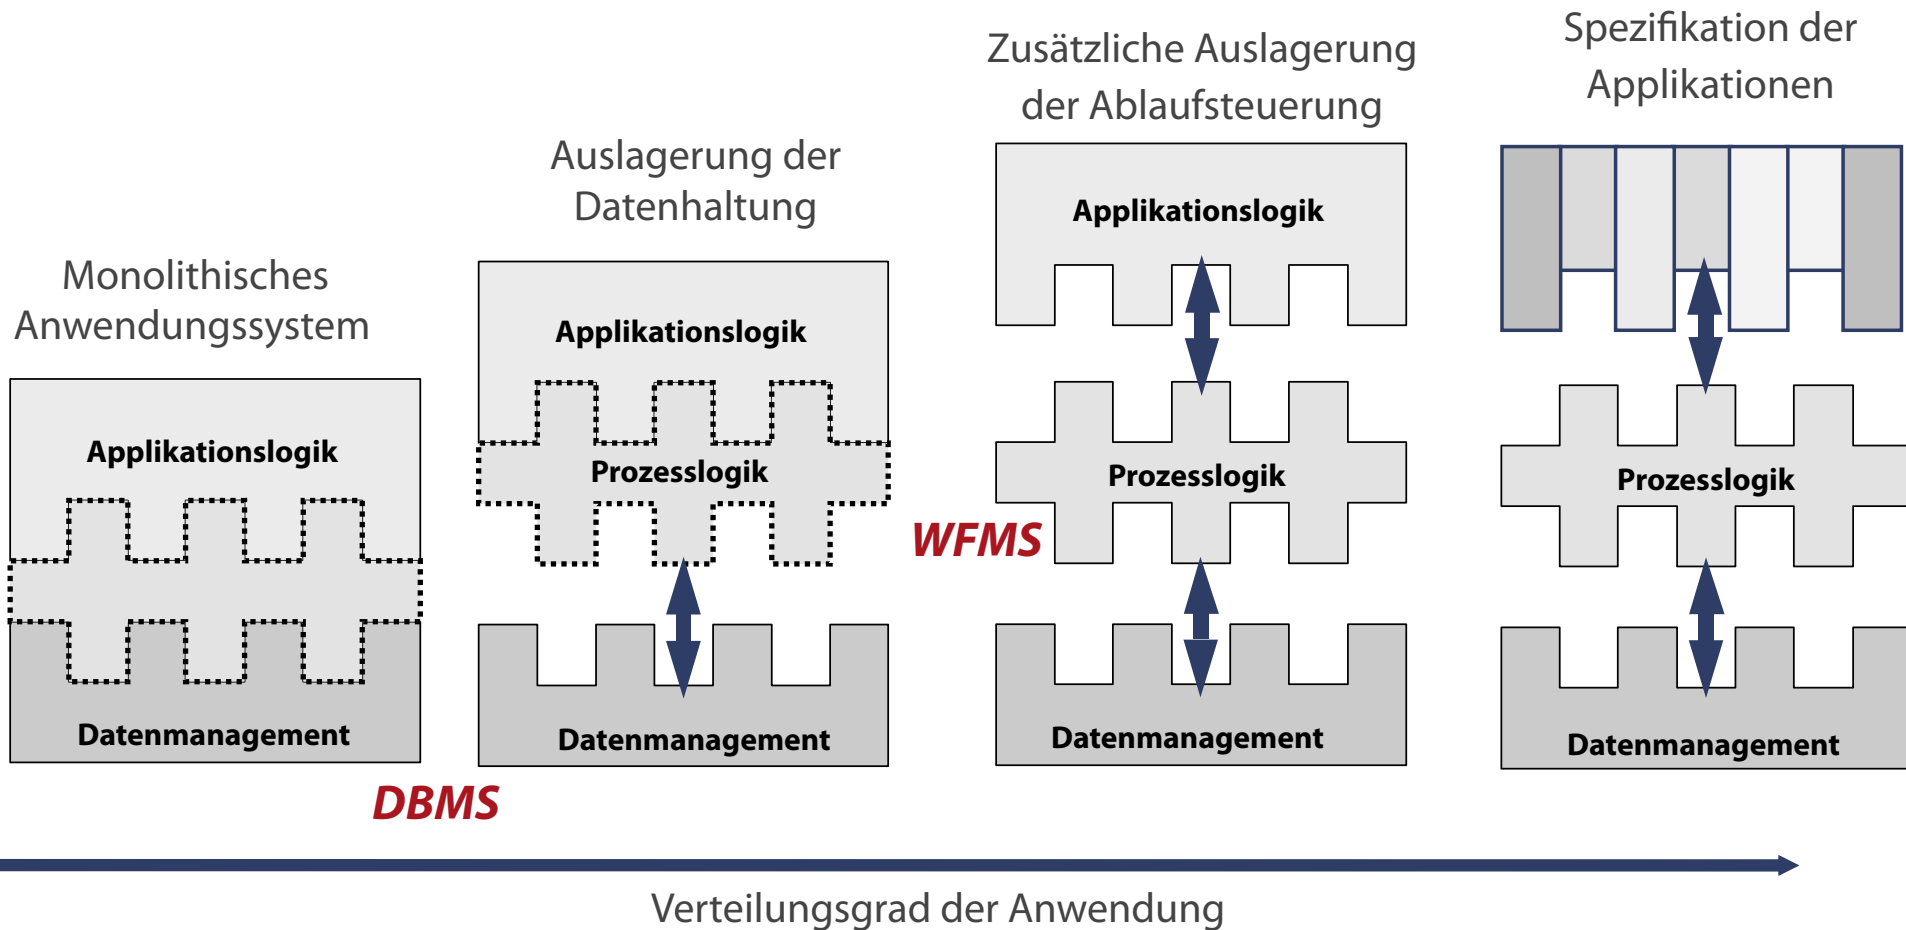 Monolithisches
Anwendungssystem
Applikationslogik
Datenmanagement
DBMS
Auslagerung der
Datenhaltung
Applikationslogik
Prozesslogik
Datenmanagement
WFMS
Zusätzliche Auslagerung
der Ablaufsteuerung
Applikationslogik
Prozesslogik
Datenmanagement
Spezifikation der
Applikationen
Prozesslogik
Datenmanagement
Verteilungsgrad der Anwendung